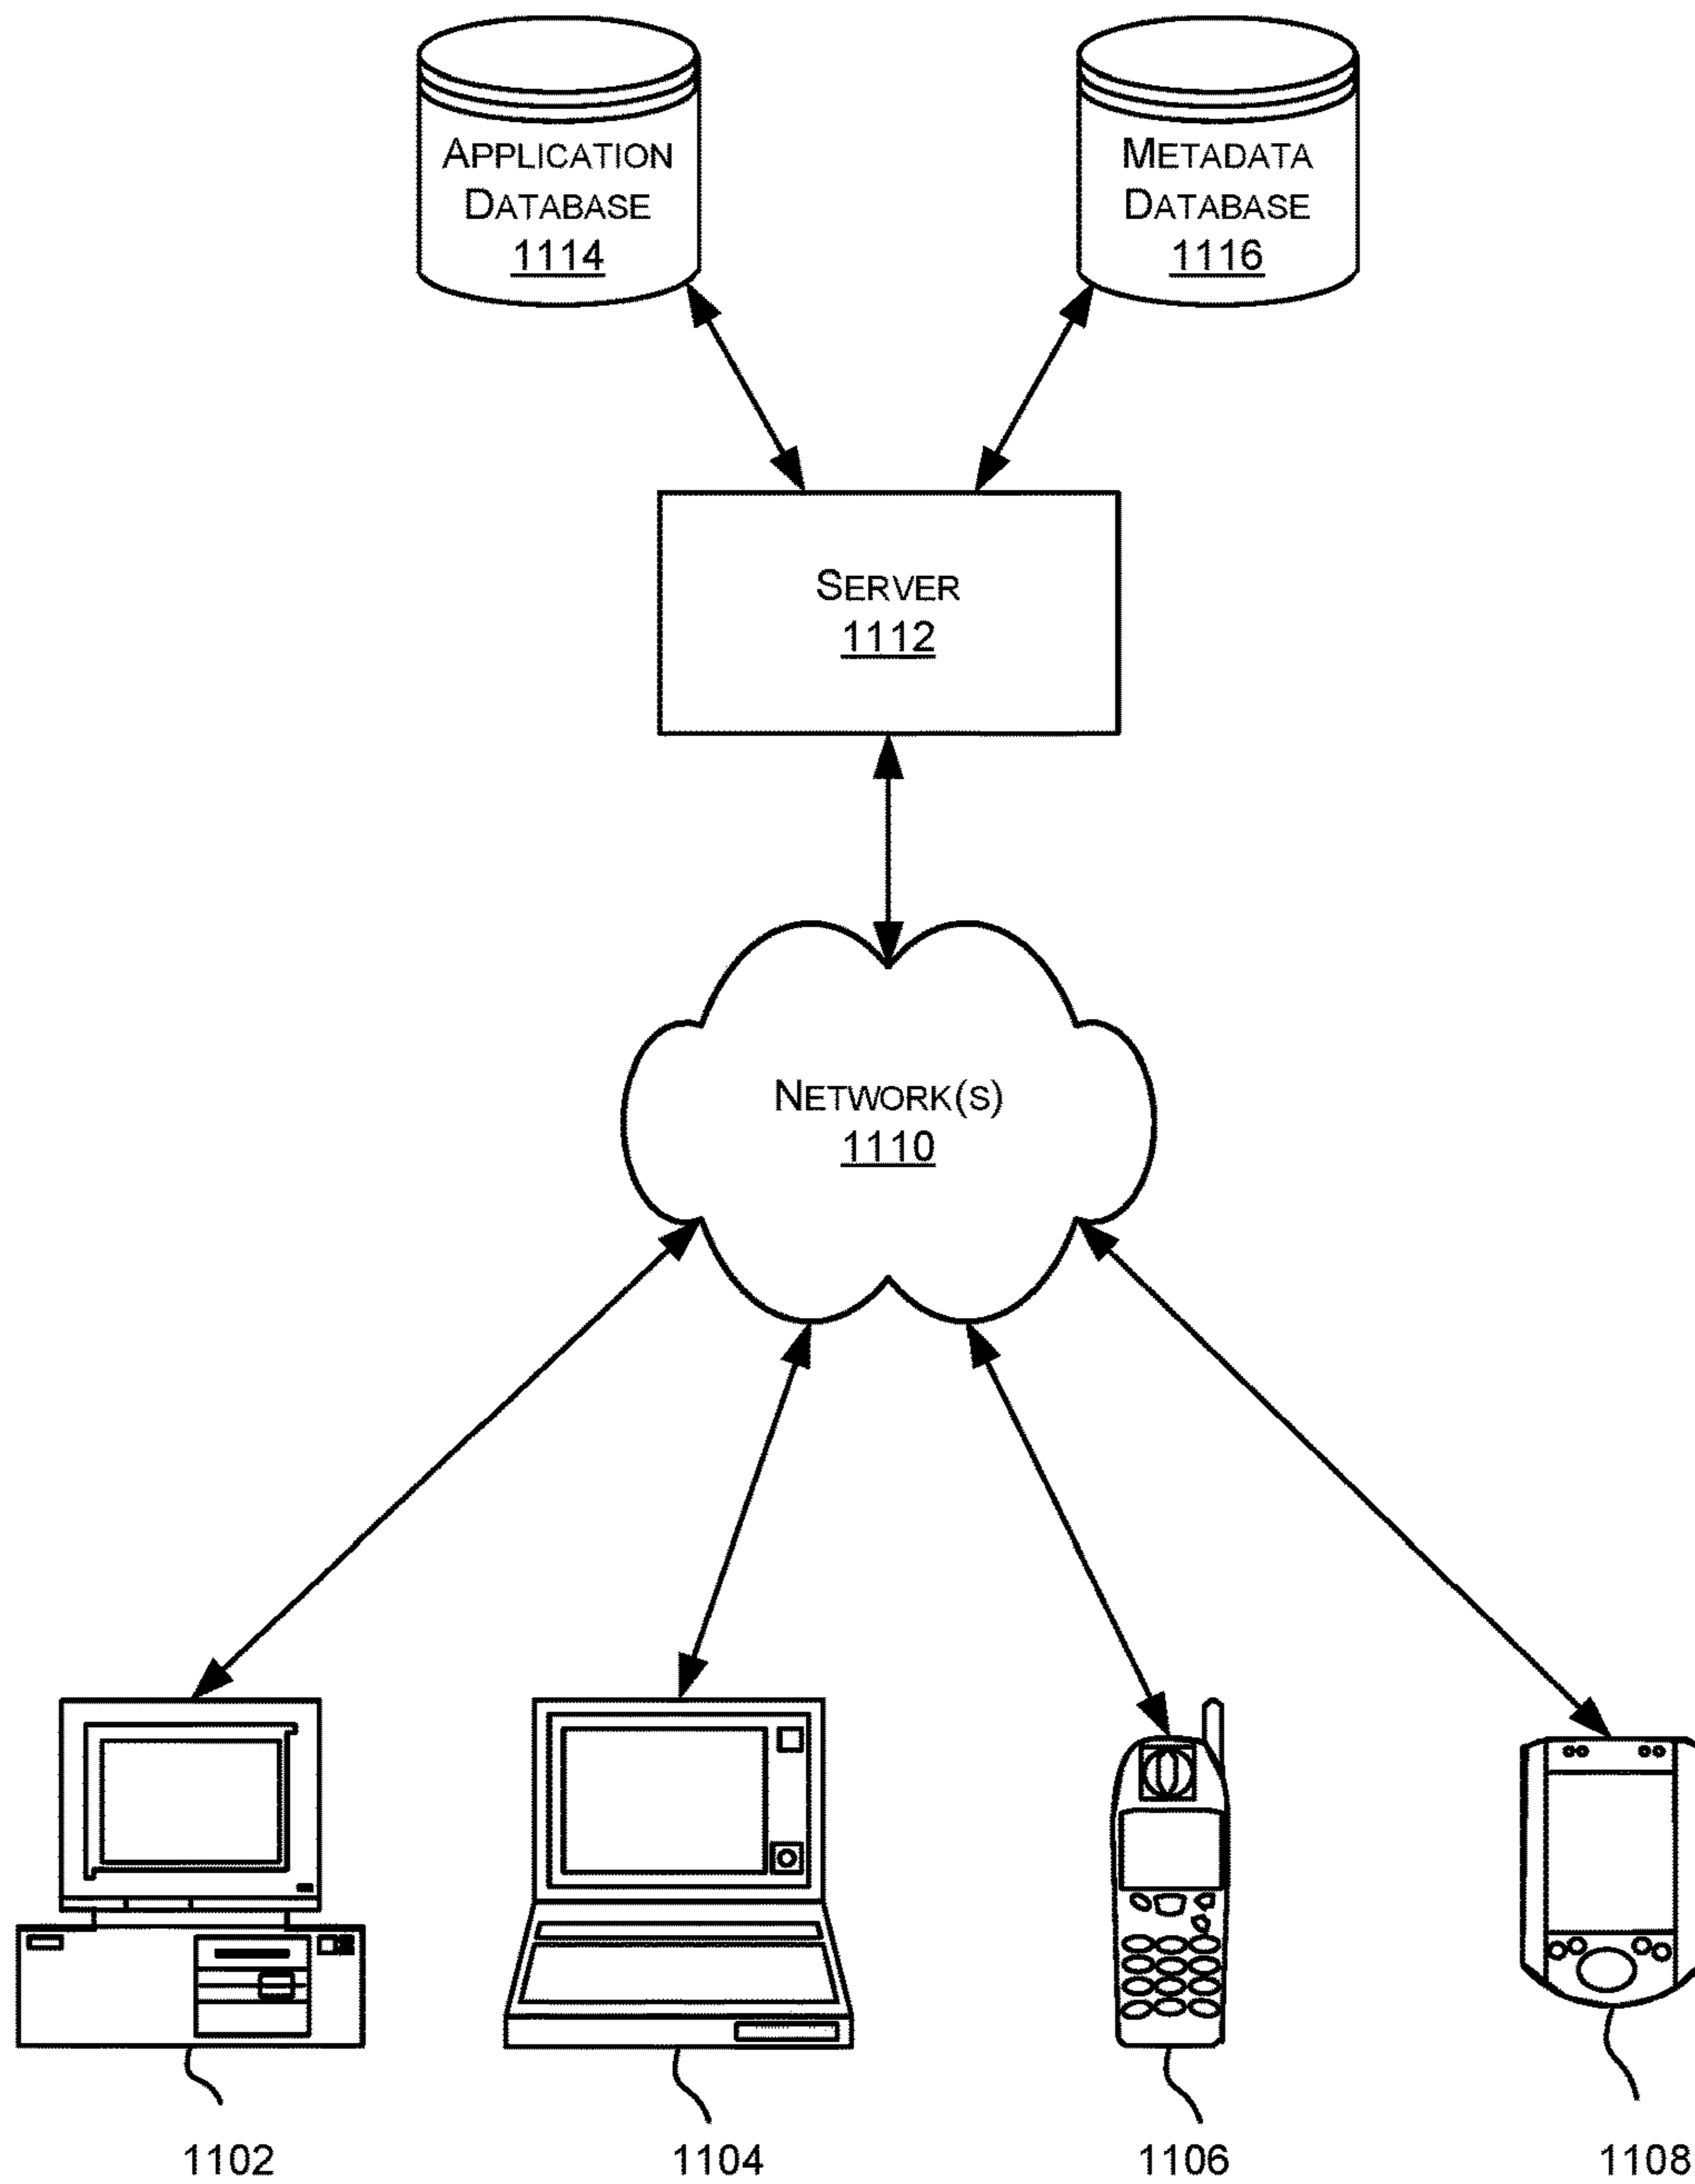 APPLICATION
DATABASE
1114
METADATA
DATABASE
1116
SERVER
1112
NETWORK(S)
1110
1102
1104
1106
1108